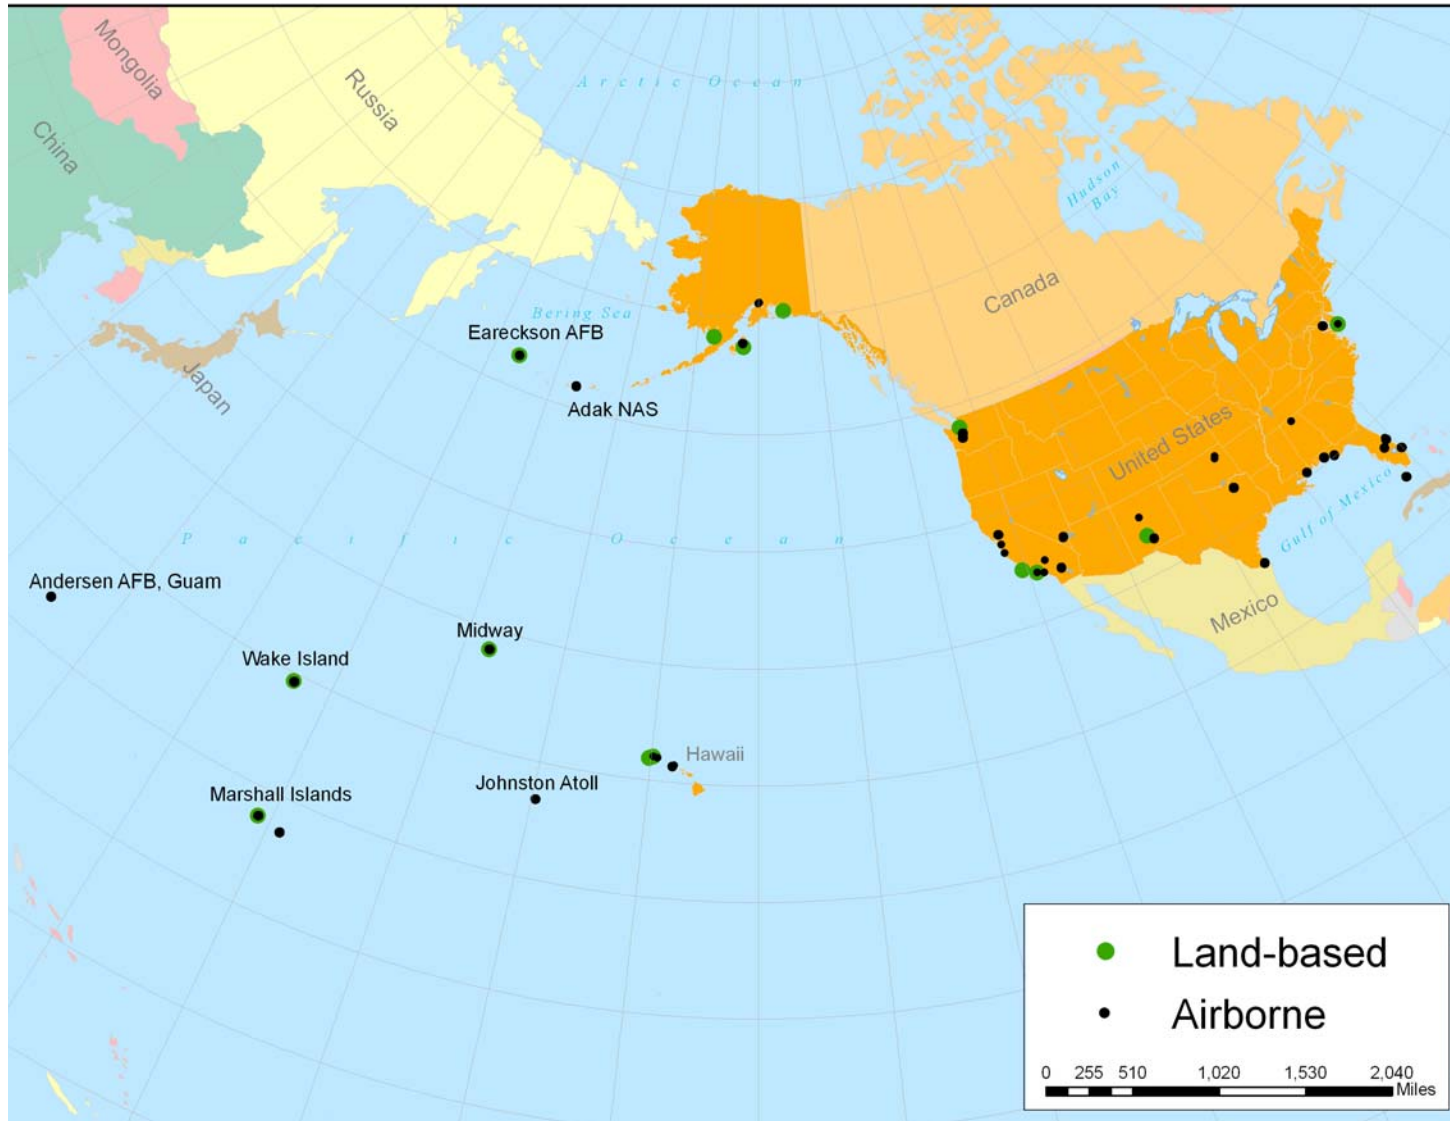 Mongolia
Russia
Arctic Ocean
China
Hudson
Bay
Canada
Bering Sea
Eareckson AFB
Japan
Adak NAS
United States
Gulf of Mexico
Pacific Ocean
Andersen AFB, Guam
Mexico
Midway
Wake Island
Hawaii
Johnston Atoll
Marshall Islands
Land-based
Airborne
0 255 510 1,020 1,530 2,040
Miles